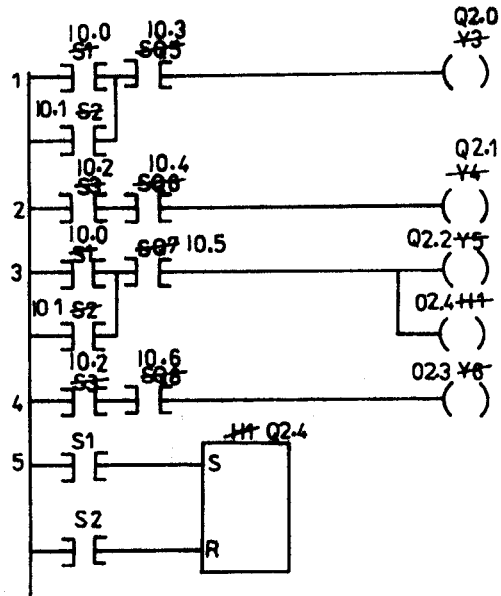 I0.0 I0.3 Q2.0
S1 SQ5 Y3
1
I0.1 S2
I0.2 I0.4 Q2.1
S3 SQ6 Y4
2
I0.0
S1 SQ7 I0.5 Q2.2 Y5
3
I0.1 S2 Q2.4 H1
I0.2 I0.6 Q2.3 Y6
S3
4
S1 H1 Q2.4
5 S
S2
R